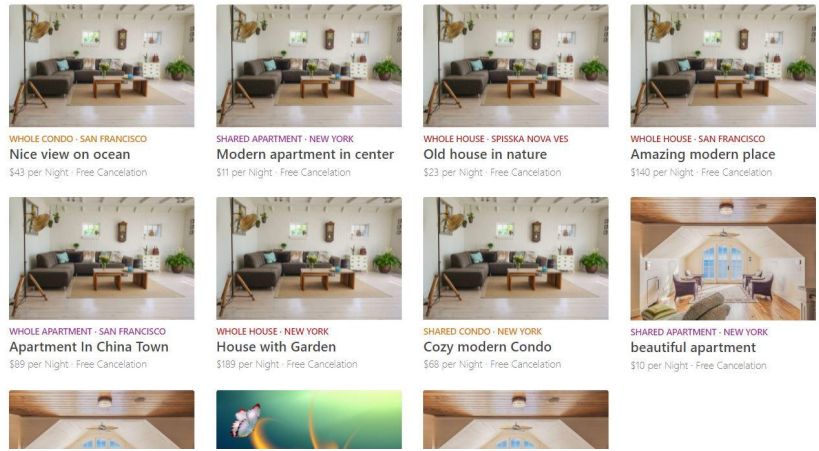 WHOLE CONDO · SAN FRANCISCO
Nice view on ocean
$43 per Night · Free Cancelation
SHARED APARTMENT · NEW YORK
Modern apartment in center
$11 per Night · Free Cancelation
WHOLE HOUSE · SPISSKA NOVA VES
Old house in nature
$23 per Night · Free Cancelation
WHOLE HOUSE · SAN FRANCISCO
Amazing modern place
$140 per Night · Free Cancelation
WHOLE APARTMENT · SAN FRANCISCO
Apartment In China Town
$89 per Night · Free Cancelation
WHOLE HOUSE · NEW YORK
House with Garden
$189 per Night · Free Cancelation
SHARED CONDO · NEW YORK
Cozy modern Condo
$68 per Night · Free Cancelation
SHARED APARTMENT · NEW YORK
beautiful apartment
$10 per Night · Free Cancelation